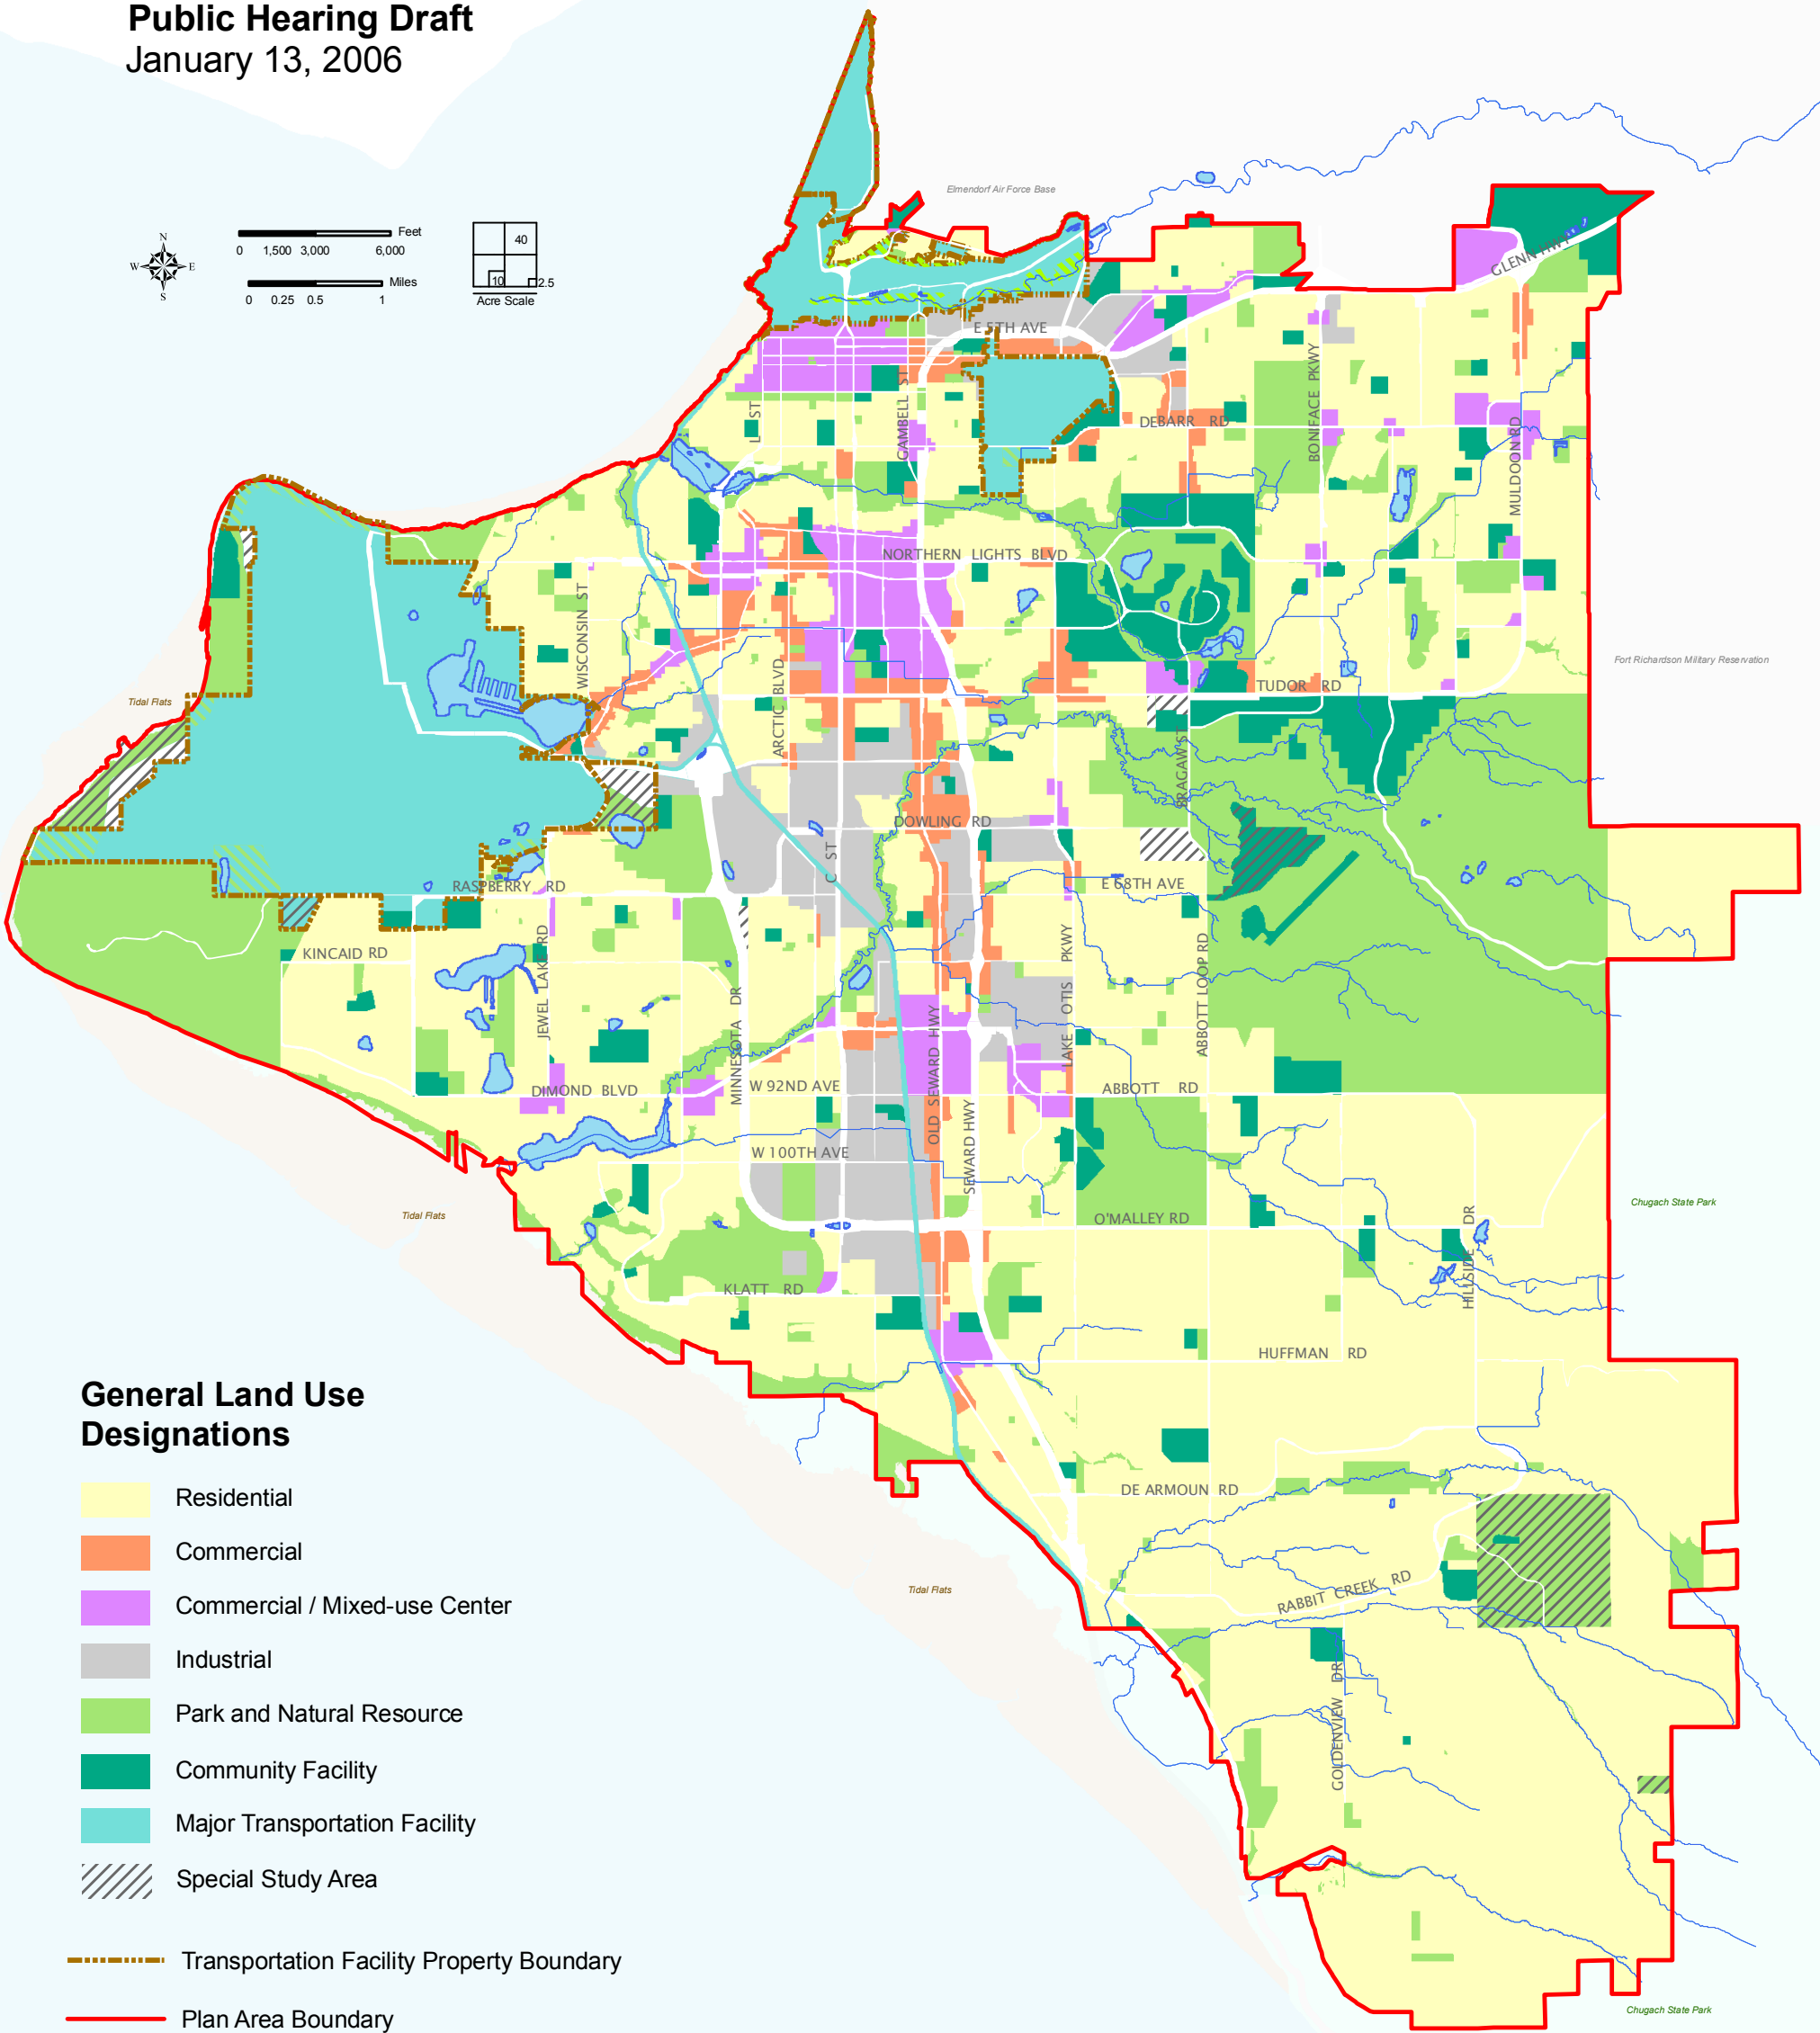 Public Hearing Draft
January 13, 2006
Elmendorf Air Force Base
N
W
E
S
Feet
0 1,500 3,000 6,000
Miles
0 0.25 0.5 1
40
10
2.5
Acre Scale
GLENN HWY
E 5TH AVE
L ST
GAMBELL ST
DEBARR RD
BONIFACE PKWY
MULDOON RD
NORTHERN LIGHTS BLVD
WISCONSIN ST
ARCTIC BLVD
TUDOR RD
Fort Richardson Military Reservation
Tidal Flats
BRAGAW ST
DOWLING RD
C ST
RASPBERRY RD
E 68TH AVE
KINCAID RD
JEWEL LAKE RD
MINNESOTA DR
OLD SEWARD HWY
LAKE OTIS PKWY
ABBOTT LOOP RD
DIMOND BLVD
W 92ND AVE
ABBOTT RD
SEWARD HWY
W 100TH AVE
O'MALLEY RD
HILLSIDE DR
Chugach State Park
Tidal Flats
KLATT RD
HUFFMAN RD
DE ARMOUN RD
Tidal Flats
RABBIT CREEK RD
GOLDENVIEW DR
Chugach State Park
General Land Use
Designations
Residential
Commercial
Commercial / Mixed-use Center
Industrial
Park and Natural Resource
Community Facility
Major Transportation Facility
Special Study Area
Transportation Facility Property Boundary
Plan Area Boundary